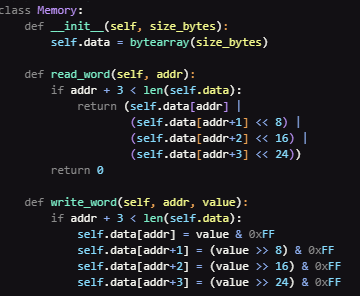 class Memory:
    def __init__(self, size_bytes):
        self.data = bytearray(size_bytes)

    def read_word(self, addr):
        if addr + 3 < len(self.data):
            return (self.data[addr] |
                    (self.data[addr+1] << 8) |
                    (self.data[addr+2] << 16) |
                    (self.data[addr+3] << 24))
        return 0

    def write_word(self, addr, value):
        if addr + 3 < len(self.data):
            self.data[addr] = value & 0xFF
            self.data[addr+1] = (value >> 8) & 0xFF
            self.data[addr+2] = (value >> 16) & 0xFF
            self.data[addr+3] = (value >> 24) & 0xFF